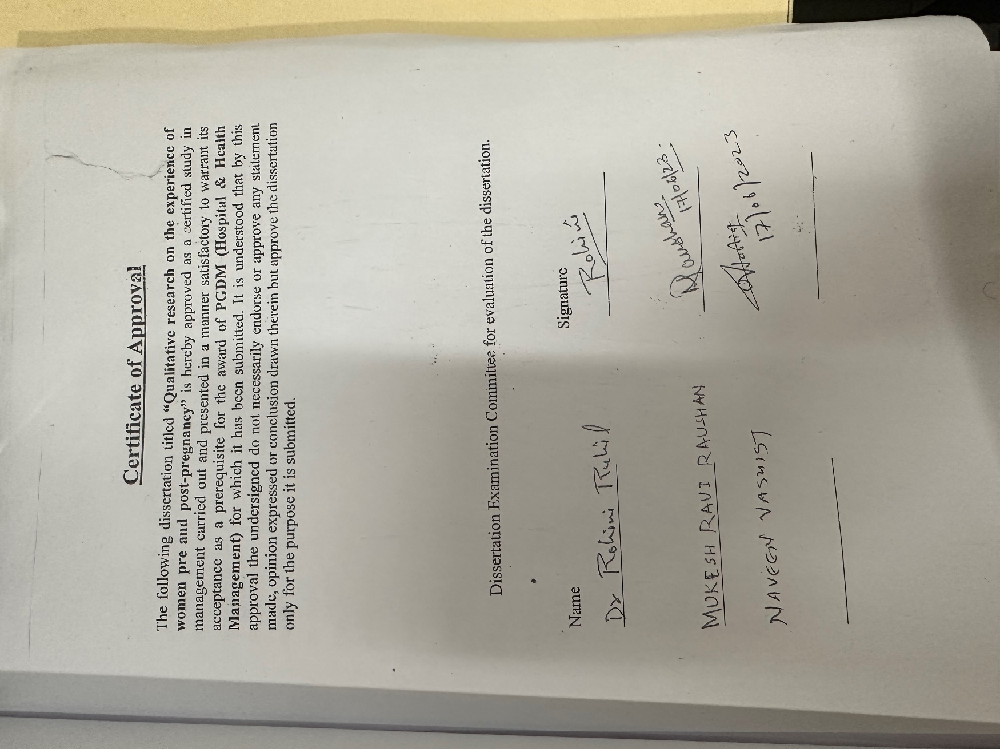 Certificate of Approval
The following dissertation titled “Qualitative research on the experience of
women pre and post-pregnancy” is hereby approved as a certified study in
management carried out and presented in a manner satisfactory to warrant its
acceptance as a prerequisite for the award of PGDM (Hospital & Health
Management) for which it has been submitted. It is understood that by this
approval the undersigned do not necessarily endorse or approve any statement
made, opinion expressed or conclusion drawn therein but approve the dissertation
only for the purpose it is submitted.
Dissertation Examination Committee for evaluation of the dissertation.
Name Signature
Dr Rohini Ruhil Rohini
MUKESH RAVI RAUSHAN Raushan 17/06/23
NAVEEN VASHIST 17/06/2023